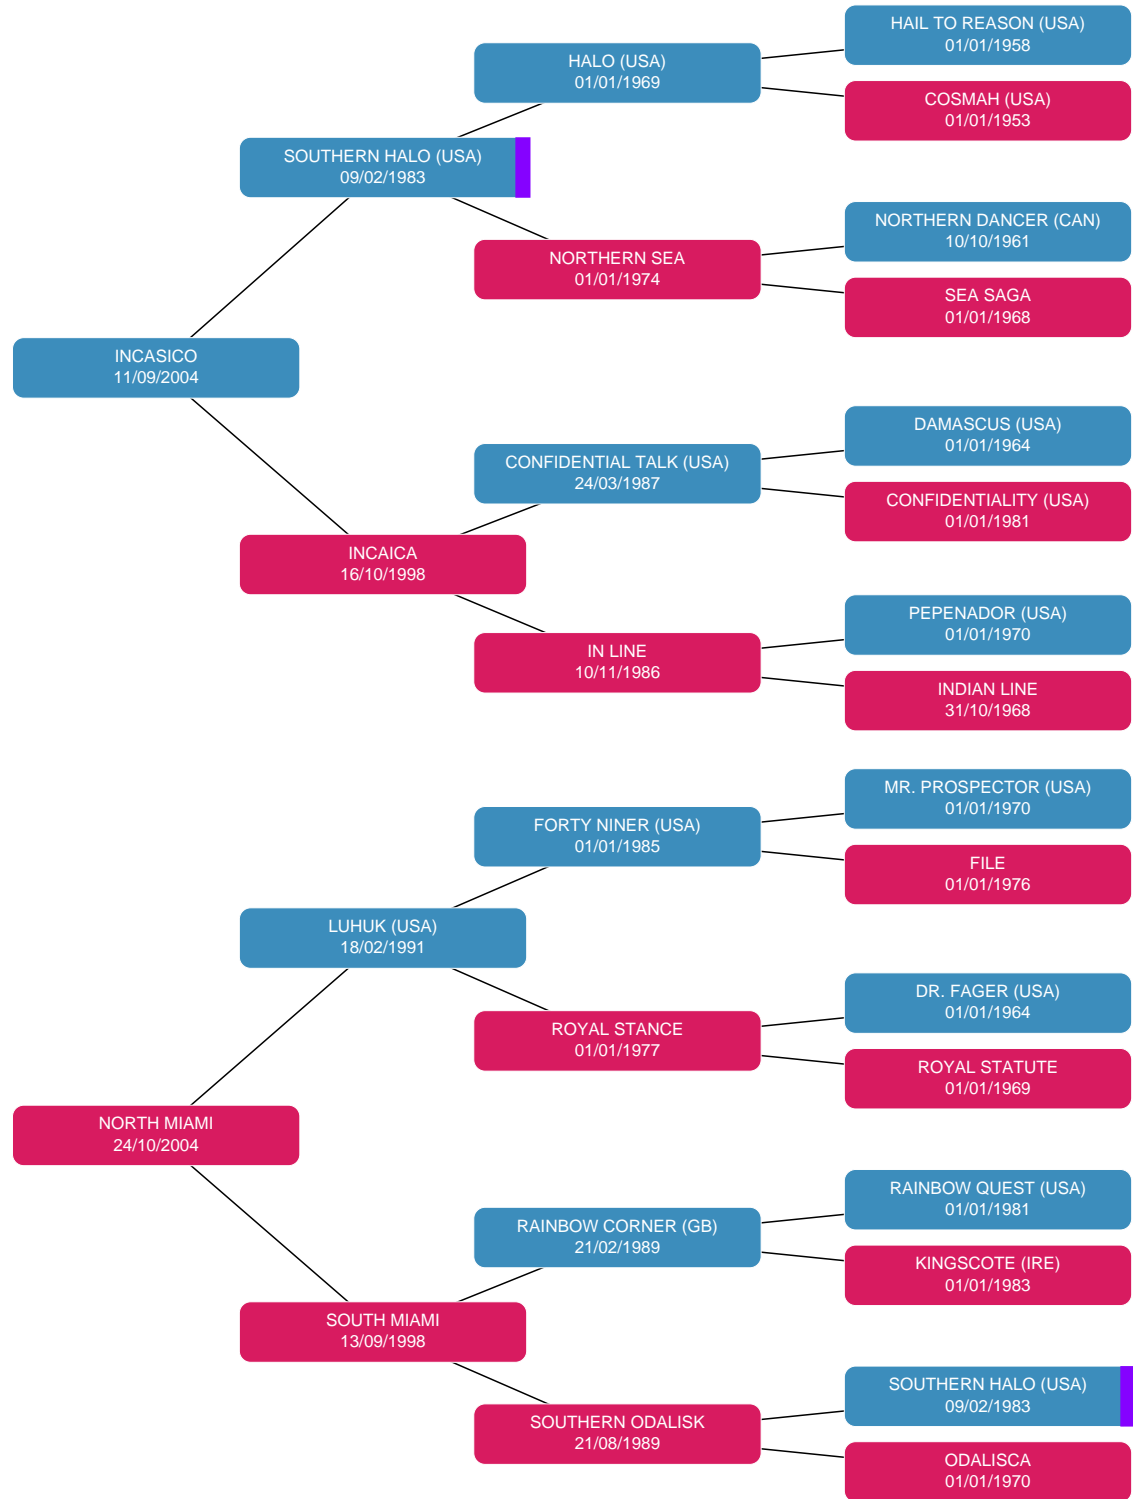 HAIL TO REASON (USA)
01/01/1958
HALO (USA)
01/01/1969
COSMAH (USA)
01/01/1953
SOUTHERN HALO (USA)
09/02/1983
NORTHERN DANCER (CAN)
10/10/1961
NORTHERN SEA
01/01/1974
SEA SAGA
01/01/1968
INCASICO
11/09/2004
DAMASCUS (USA)
01/01/1964
CONFIDENTIAL TALK (USA)
24/03/1987
CONFIDENTIALITY (USA)
01/01/1981
INCAICA
16/10/1998
PEPENADOR (USA)
01/01/1970
IN LINE
10/11/1986
INDIAN LINE
31/10/1968
MR. PROSPECTOR (USA)
01/01/1970
FORTY NINER (USA)
01/01/1985
FILE
01/01/1976
LUHUK (USA)
18/02/1991
DR. FAGER (USA)
01/01/1964
ROYAL STANCE
01/01/1977
ROYAL STATUTE
01/01/1969
NORTH MIAMI
24/10/2004
RAINBOW QUEST (USA)
01/01/1981
RAINBOW CORNER (GB)
21/02/1989
KINGSCOTE (IRE)
01/01/1983
SOUTH MIAMI
13/09/1998
SOUTHERN HALO (USA)
09/02/1983
SOUTHERN ODALISK
21/08/1989
ODALISCA
01/01/1970